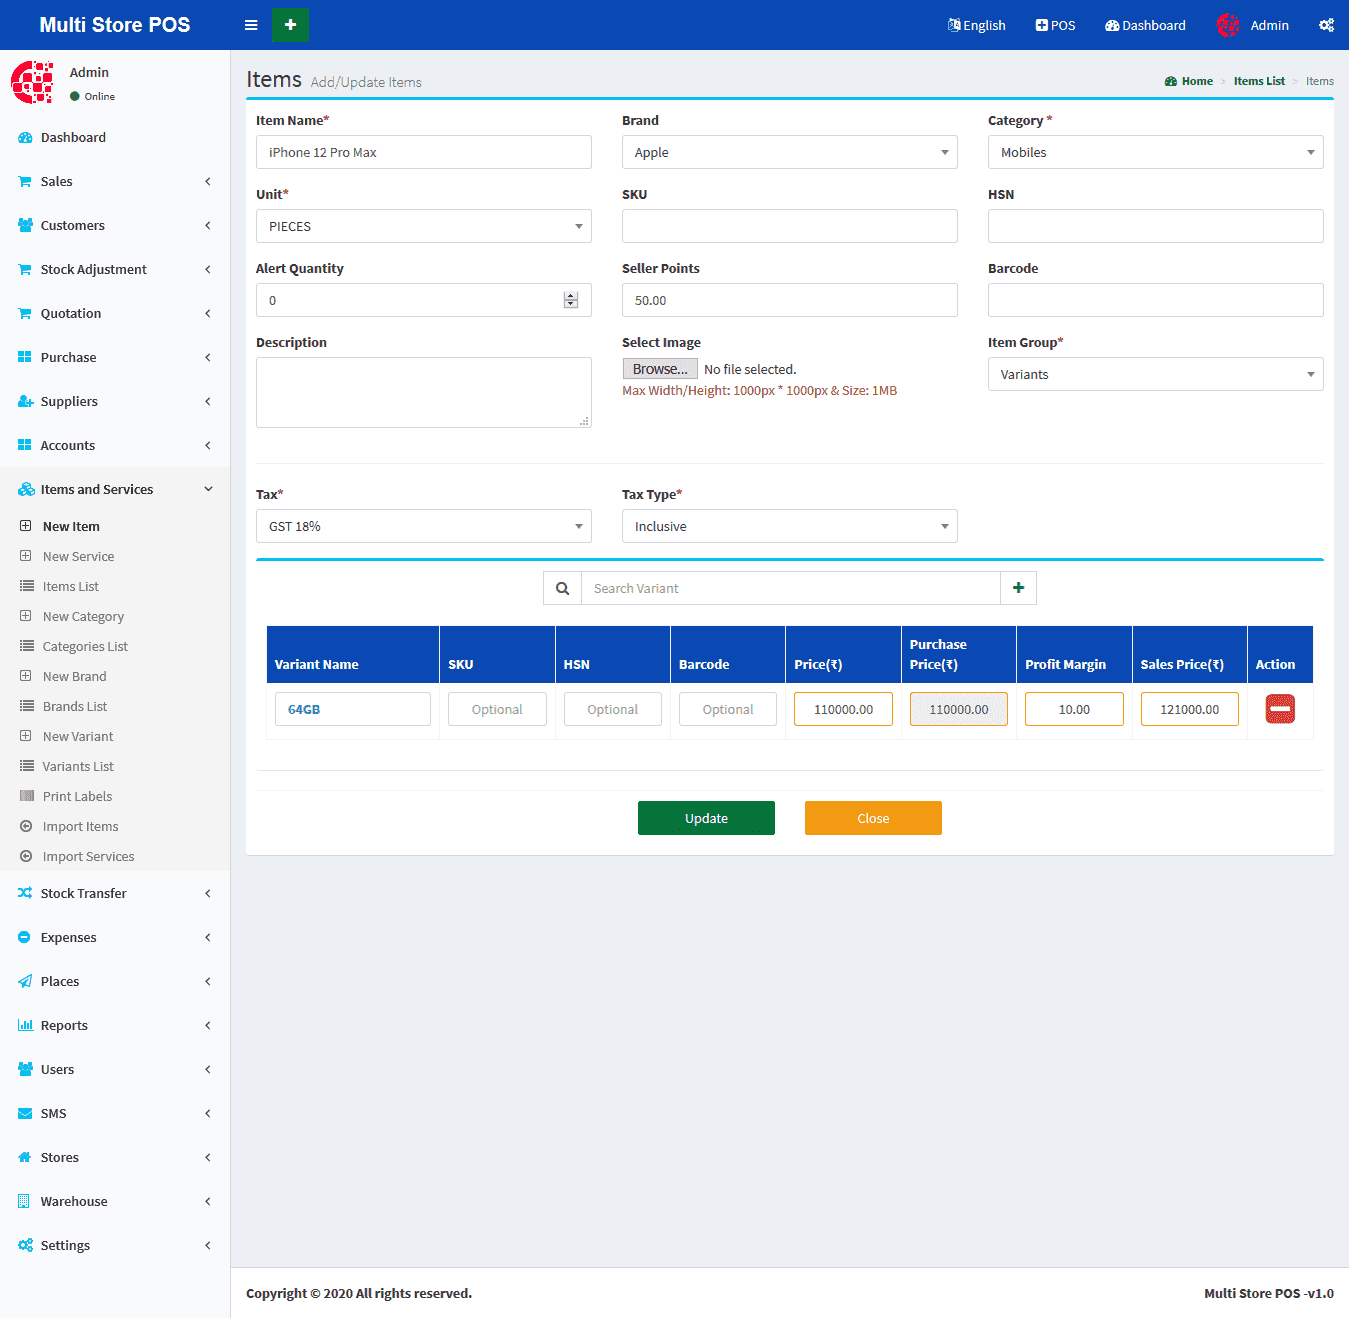 Multi Store POS
English POS Dashboard Admin
Admin
Online
Dashboard
Sales
Customers
Stock Adjustment
Quotation
Purchase
Suppliers
Accounts
Items and Services
New Item
New Service
Items List
New Category
Categories List
New Brand
Brands List
New Variant
Variants List
Print Labels
Import Items
Import Services
Stock Transfer
Expenses
Places
Reports
Users
SMS
Stores
Warehouse
Settings
Items Add/Update Items
Home > Items List > Items
Item Name* Brand Category *
iPhone 12 Pro Max Apple Mobiles
Unit* SKU HSN
PIECES
Alert Quantity Seller Points Barcode
0 50.00
Description Select Image Item Group*
Browse... No file selected. Variants
Max Width/Height: 1000px * 1000px & Size: 1MB
Tax* Tax Type*
GST 18% Inclusive
Search Variant
Variant Name SKU HSN Barcode Price(₹) Purchase Price(₹) Profit Margin Sales Price(₹) Action
64GB Optional Optional Optional 110000.00 110000.00 10.00 121000.00
Update Close
Copyright © 2020 All rights reserved. Multi Store POS -v1.0